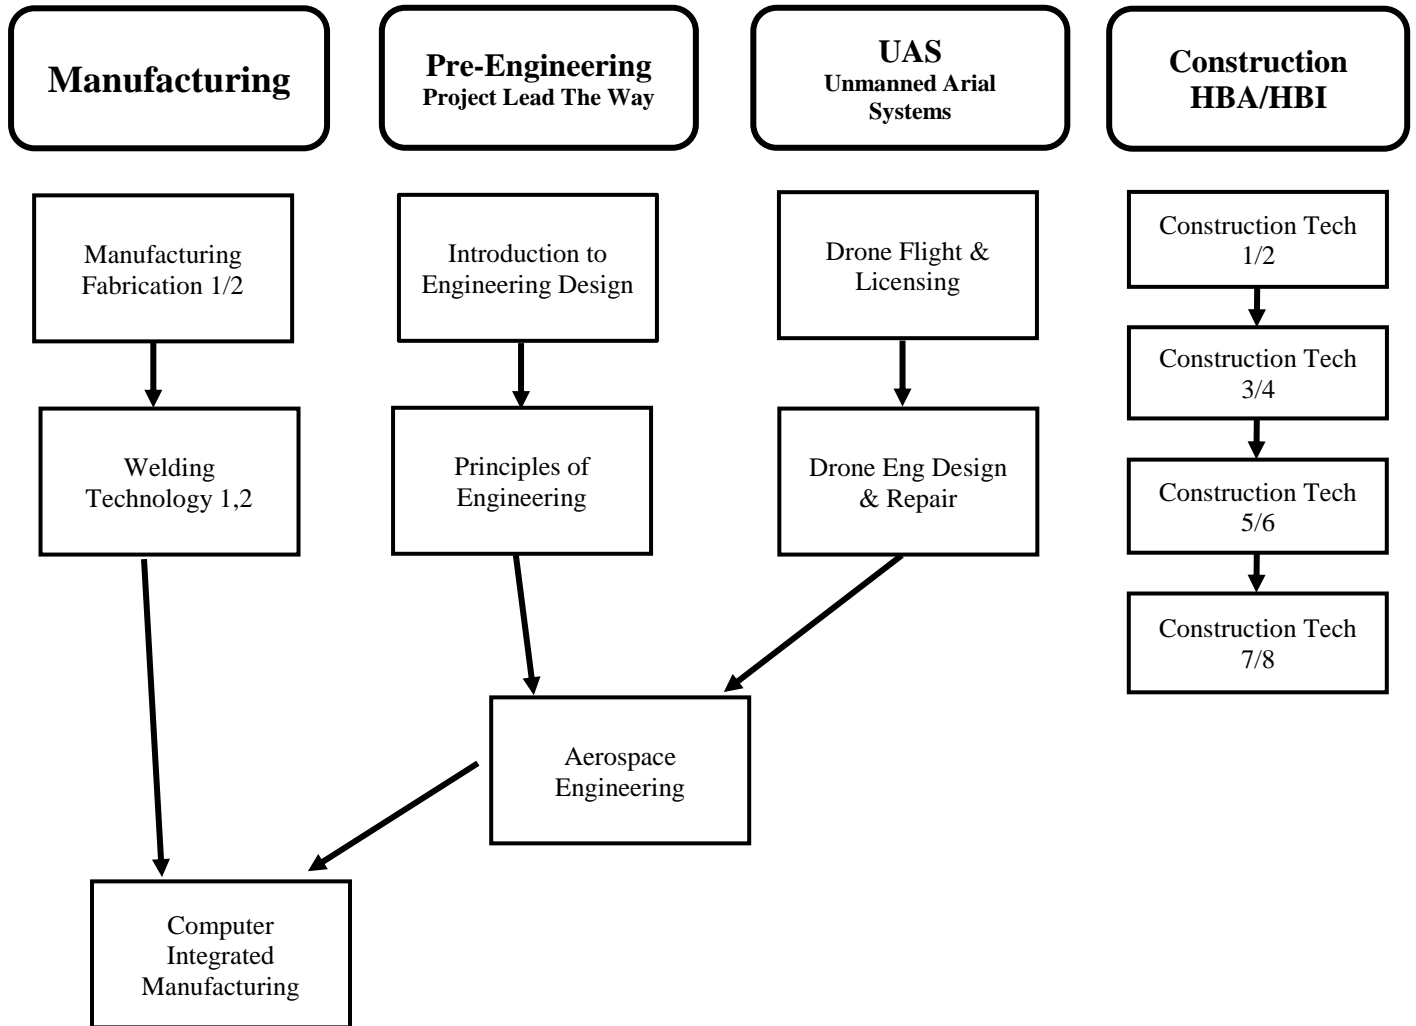 Manufacturing
Pre-Engineering
Project Lead The Way
UAS
Unmanned Arial
Systems
Construction
HBA/HBI
Manufacturing
Fabrication 1/2
Introduction to
Engineering Design
Drone Flight &
Licensing
Construction Tech
1/2
Construction Tech
3/4
Welding
Technology 1,2
Principles of
Engineering
Drone Eng Design
& Repair
Construction Tech
5/6
Construction Tech
7/8
Aerospace
Engineering
Computer
Integrated
Manufacturing